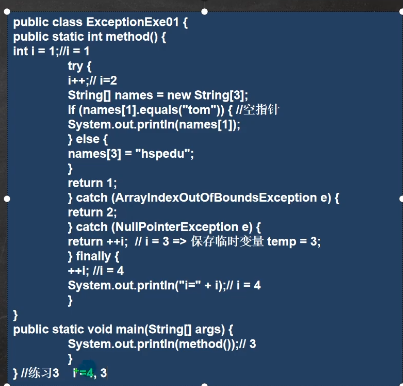 public class ExceptionExe01 {
public static int method() {
int i = 1;//i = 1
try {
i++;// i=2
String[] names = new String[3];
if (names[1].equals("tom")) { //空指针
System.out.println(names[1]);
} else {
names[3] = "hspedu";
}
return 1;
} catch (ArrayIndexOutOfBoundsException e) {
return 2;
} catch (NullPointerException e) {
return ++i; // i = 3 => 保存临时变量 temp = 3;
} finally {
++i; //i = 4
System.out.println("i=" + i);// i = 4
}
}
public static void main(String[] args) {
System.out.println(method());// 3
}
} //练习3 i=4, 3